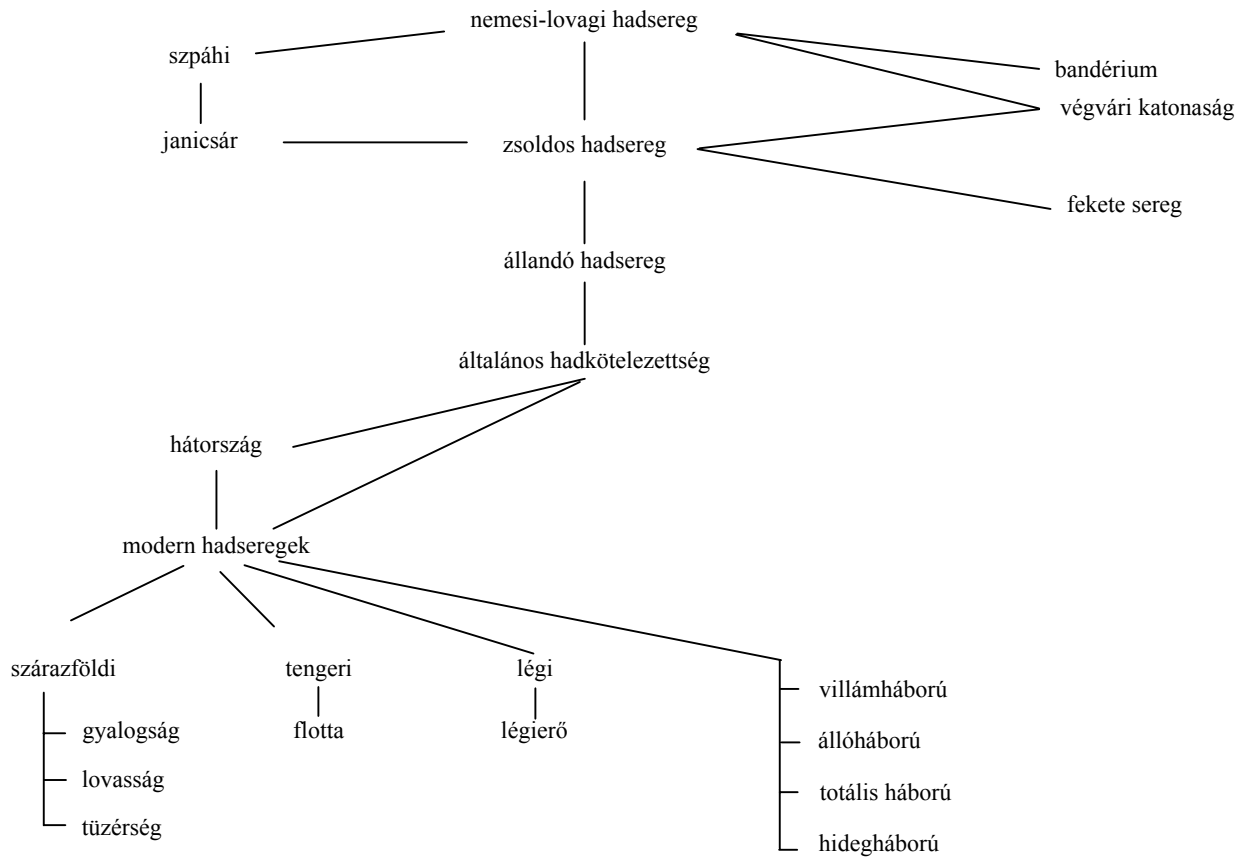 nemesi-lovagi hadsereg
szpáhi
bandérium
végvári katonaság
janicsár
zsoldos hadsereg
fekete sereg
állandó hadsereg
általános hadkötelezettség
hátország
modern hadseregek
szárazföldi
tengeri
légi
villámháború
gyalogság
flotta
légierő
állóháború
lovasság
totális háború
tüzérség
hidegháború